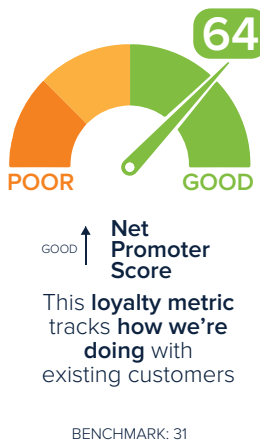 64
POOR
GOOD
GOOD
Net
Promoter
Score
This loyalty metric
tracks how we're
doing with
existing customers
BENCHMARK: 31